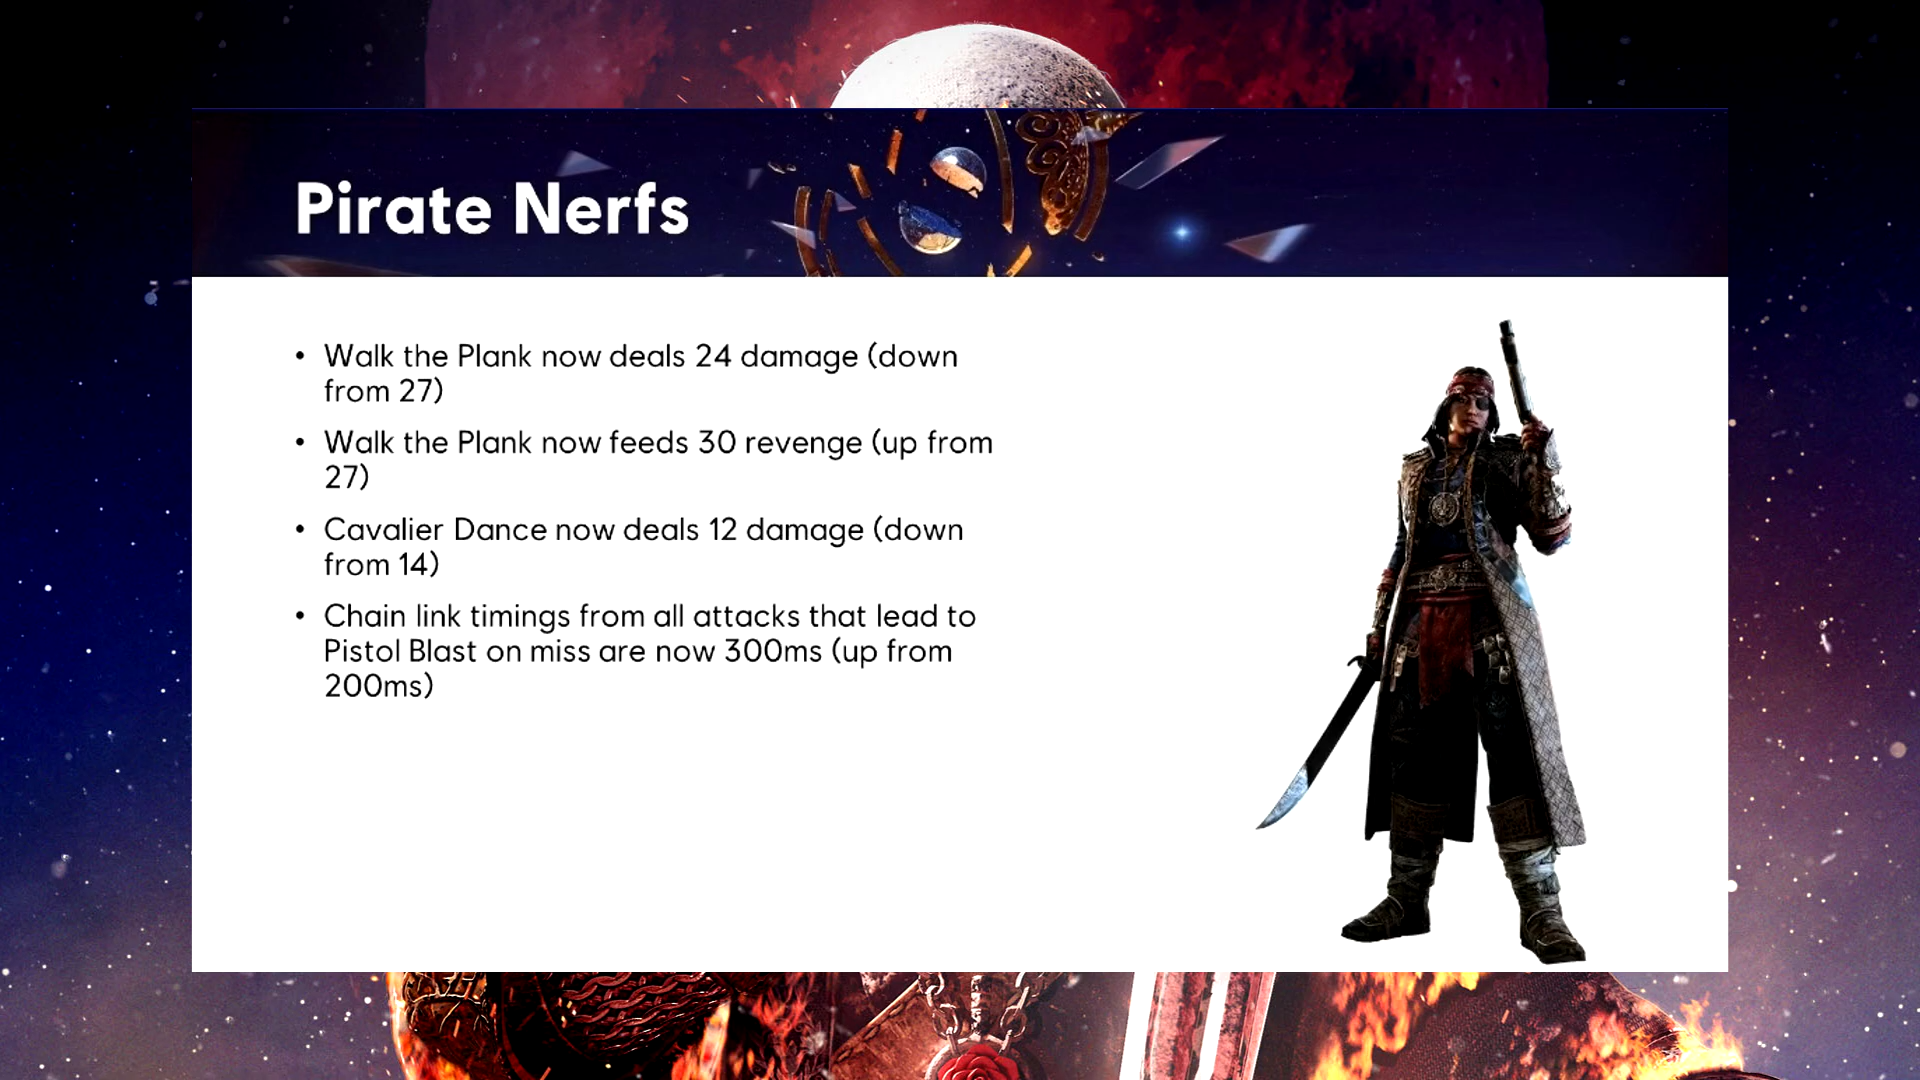 Pirate Nerfs
• Walk the Plank now deals 24 damage (down
from 27)
• Walk the Plank now feeds 30 revenge (up from
27)
• Cavalier Dance now deals 12 damage (down
from 14)
• Chain link timings from all attacks that lead to
Pistol Blast on miss are now 300ms (up from
200ms)